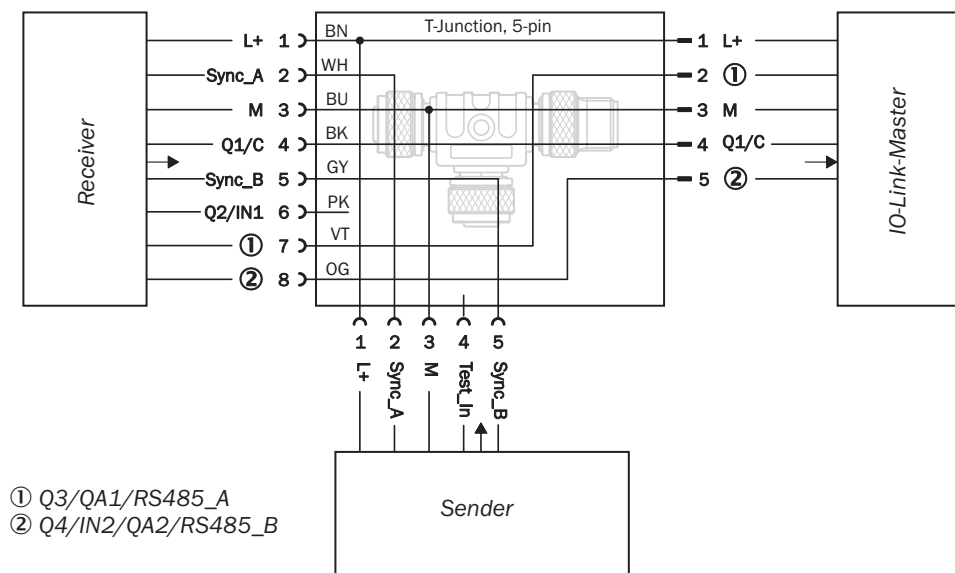 T-Junction, 5-pin
L+ 1 BN 1 L+
Sync_A 2 WH 2 ①
M 3 BU 3 M
Q1/C 4 BK 4 Q1/C
Sync_B 5 GY 5 ②
Q2/IN1 6 PK
① 7 VT
② 8 OG
Receiver
IO-Link-Master
1 2 3 4 5
L+
Sync_A
M
Test_In
Sync_B
Sender
① Q3/QA1/RS485_A
② Q4/IN2/QA2/RS485_B